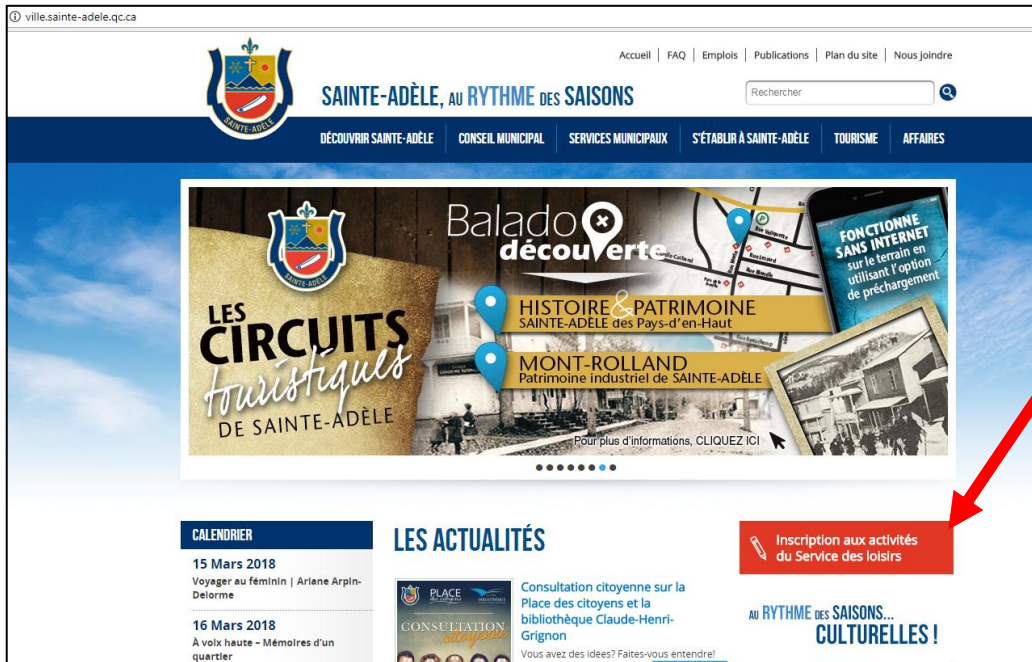 ville.sainte-adele.qc.ca
Accueil | FAQ | Emplois | Publications | Plan du site | Nous joindre
SAINTE-ADÈLE, AU RYTHME DES SAISONS
Rechercher
SAINTE-ADÈLE
DÉCOUVRIR SAINTE-ADÈLE
CONSEIL MUNICIPAL
SERVICES MUNICIPAUX
S'ÉTABLIR À SAINTE-ADÈLE
TOURISME
AFFAIRES
SAINTE-ADÈLE
LES
CIRCUITS
touristiques
DE SAINTE-ADÈLE
Balado
découverte
HISTOIRE & PATRIMOINE
SAINTE-ADÈLE des Pays-d'en-Haut
MONT-ROLLAND
Patrimoine industriel de SAINTE-ADÈLE
Pour plus d'informations, CLIQUEZ ICI
P
FONCTIONNE
SANS INTERNET
sur le terrain en
utilisant l'option
de préchargement
CALENDRIER
15 Mars 2018
Voyager au féminin | Ariane Arpin-
Delorme
16 Mars 2018
À voix haute – Mémoires d'un
quartier
LES ACTUALITÉS
PLACE
CONSULTATION
citoyenne
Consultation citoyenne sur la
Place des citoyens et la
bibliothèque Claude-Henri-
Grignon
Vous avez des idées? Faites-vous entendre!
Inscription aux activités
du Service des loisirs
AU RYTHME DES SAISONS...
CULTURELLES !